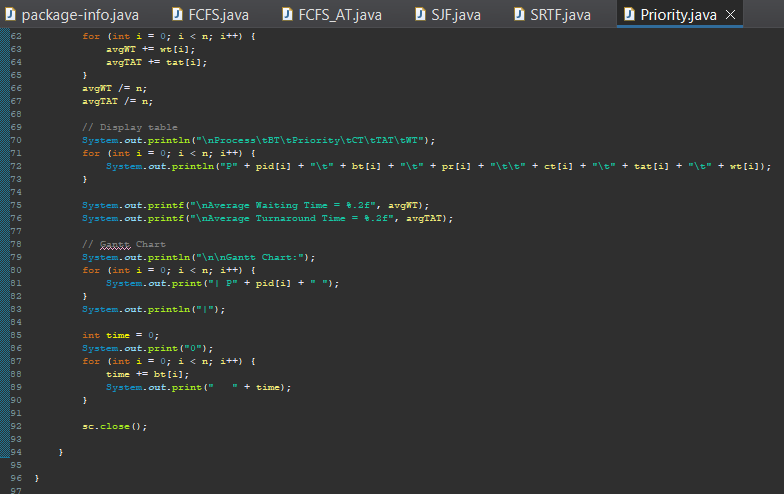 package-info.java FCFS.java FCFS_AT.java SJF.java SRTF.java Priority.java
62 for (int i = 0; i < n; i++) {
63 avgWT += wt[i];
64 avgTAT += tat[i];
65 }
66 avgWT /= n;
67 avgTAT /= n;
68
69 // Display table
70 System.out.println("\nProcess\tBT\tPriority\tCT\tTAT\tWT");
71 for (int i = 0; i < n; i++) {
72 System.out.println("P" + pid[i] + "\t" + bt[i] + "\t" + pr[i] + "\t\t" + ct[i] + "\t" + tat[i] + "\t" + wt[i]);
73 }
74
75 System.out.printf("\nAverage Waiting Time = %.2f", avgWT);
76 System.out.printf("\nAverage Turnaround Time = %.2f", avgTAT);
77
78 // Gantt Chart
79 System.out.println("\n\nGantt Chart:");
80 for (int i = 0; i < n; i++) {
81 System.out.print("| P" + pid[i] + " ");
82 }
83 System.out.println("|");
84
85 int time = 0;
86 System.out.print("0");
87 for (int i = 0; i < n; i++) {
88 time += bt[i];
89 System.out.print("   " + time);
90 }
91
92 sc.close();
93
94 }
95
96 }
97